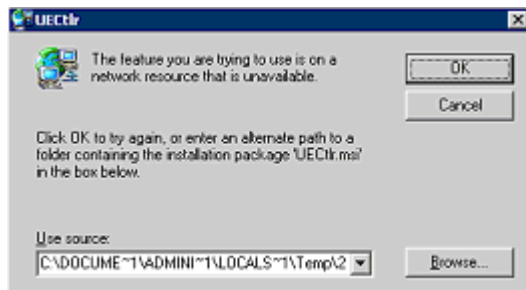 UECtlr
The feature you are trying to use is on a
network resource that is unavailable.
OK
Cancel
Click OK to try again, or enter an alternate path to a
folder containing the installation package 'UECtlr.msi'
in the box below.
Use source:
C:\DOCUME~1\ADMINI~1\LOCALS~1\Temp\2
Browse...